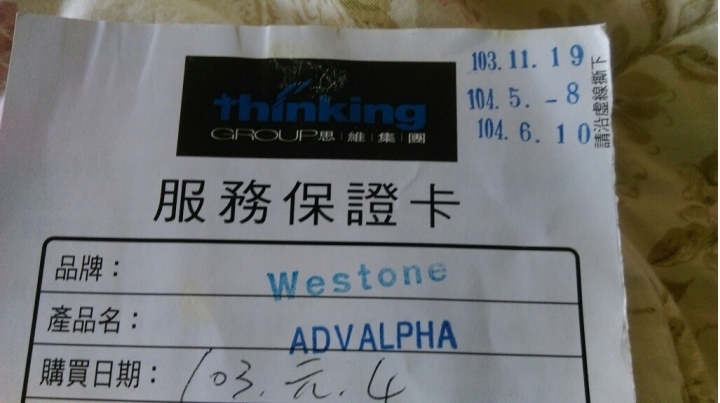 thinking
GROUP思維集團
103.11.19
104.5.-8
104.6.10
請沿虛線撕下
服務保證卡
品牌：Westone
產品名：ADVALPHA
購買日期：103.元.4